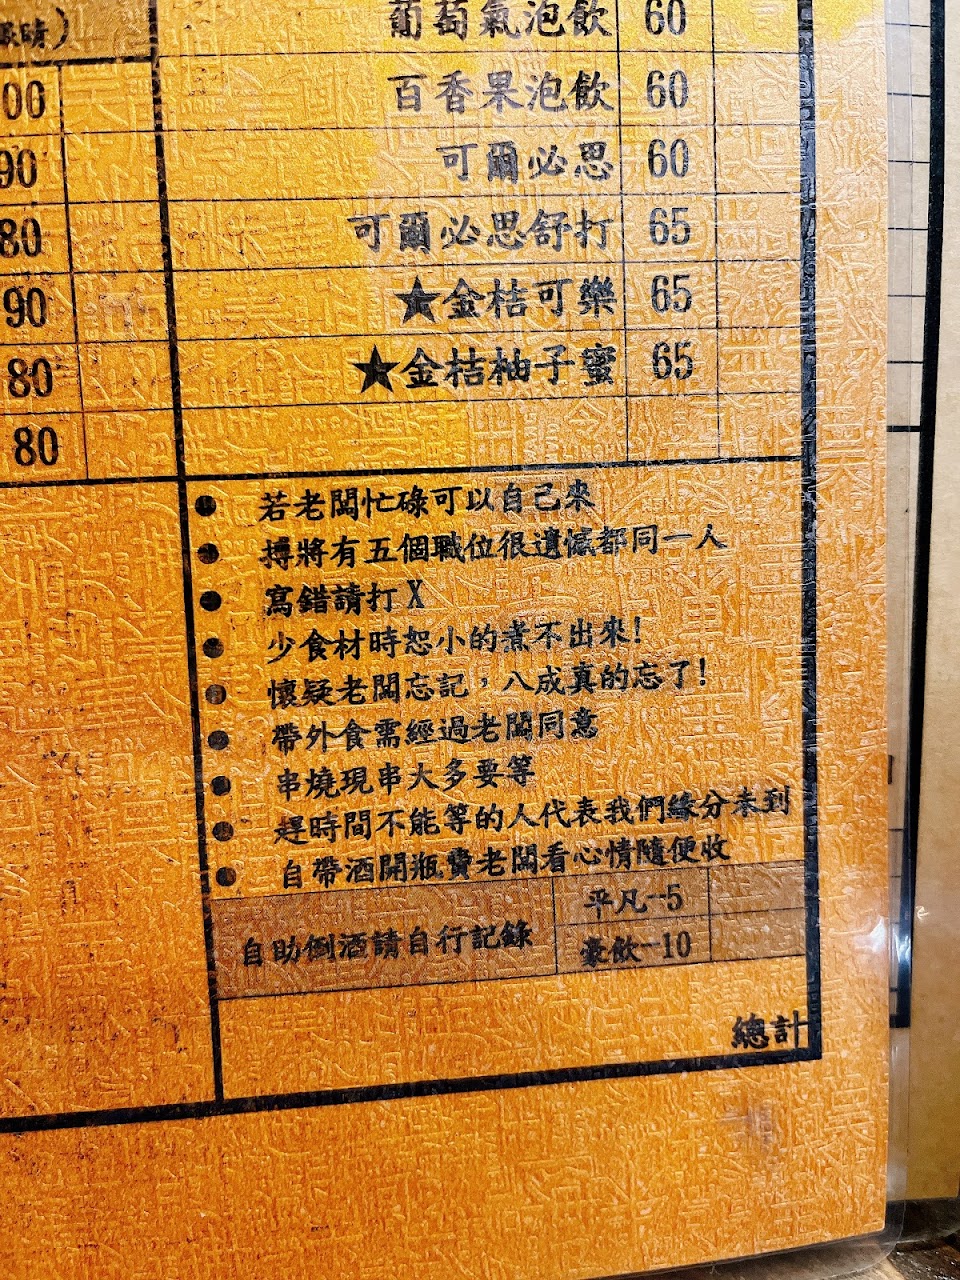 葡萄氣泡飲 60
00 百香果泡飲 60
90 可爾必思 60
80 可爾必思舒打 65
90 ★金桔可樂 65
80 ★金桔柚子蜜 65
80
● 若老闆忙碌可以自己來
● 搏將有五個職位很遺憾都同一人
● 寫錯請打X
● 少食材時恕小的煮不出來!
● 懷疑老闆忘記，八成真的忘了!
● 帶外食需經過老闆同意
● 串燒現串大多要等
● 趕時間不能等的人代表我們緣分未到
● 自帶酒開瓶費老闆看心情隨便收
自助倒酒請自行記錄
平凡--5
豪飲--10
總計